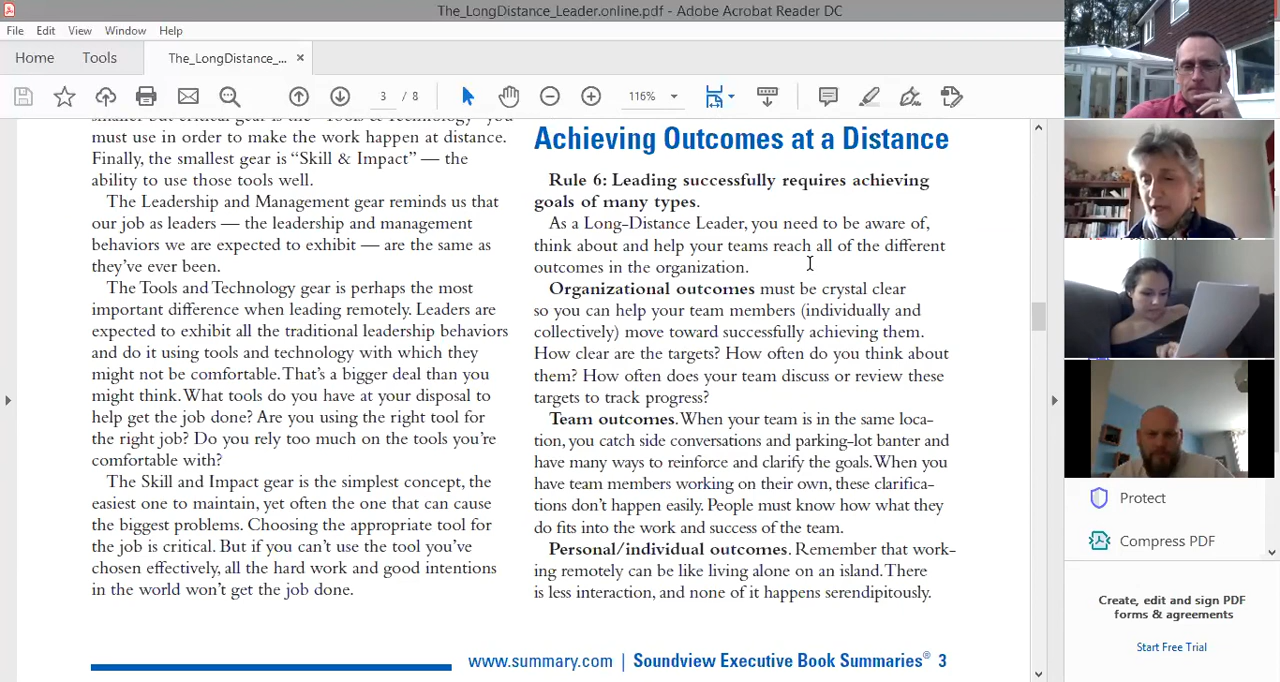 The_LongDistance_Leader.online.pdf - Adobe Acrobat Reader DC
File Edit View Window Help
Home Tools The_LongDistance_... ×
3 / 8 116%
must use in order to make the work happen at distance.
Finally, the smallest gear is “Skill & Impact” — the
ability to use those tools well.
The Leadership and Management gear reminds us that
our job as leaders — the leadership and management
behaviors we are expected to exhibit — are the same as
they’ve ever been.
The Tools and Technology gear is perhaps the most
important difference when leading remotely. Leaders are
expected to exhibit all the traditional leadership behaviors
and do it using tools and technology with which they
might not be comfortable. That’s a bigger deal than you
might think. What tools do you have at your disposal to
help get the job done? Are you using the right tool for
the right job? Do you rely too much on the tools you’re
comfortable with?
The Skill and Impact gear is the simplest concept, the
easiest one to maintain, yet often the one that can cause
the biggest problems. Choosing the appropriate tool for
the job is critical. But if you can’t use the tool you’ve
chosen effectively, all the hard work and good intentions
in the world won’t get the job done.
Achieving Outcomes at a Distance
Rule 6: Leading successfully requires achieving
goals of many types.
As a Long-Distance Leader, you need to be aware of,
think about and help your teams reach all of the different
outcomes in the organization.
Organizational outcomes must be crystal clear
so you can help your team members (individually and
collectively) move toward successfully achieving them.
How clear are the targets? How often do you think about
them? How often does your team discuss or review these
targets to track progress?
Team outcomes. When your team is in the same loca-
tion, you catch side conversations and parking-lot banter and
have many ways to reinforce and clarify the goals. When you
have team members working on their own, these clarifica-
tions don’t happen easily. People must know how what they
do fits into the work and success of the team.
Personal/individual outcomes. Remember that work-
ing remotely can be like living alone on an island. There
is less interaction, and none of it happens serendipitously.
www.summary.com | Soundview Executive Book Summaries® 3
Protect
Compress PDF
Create, edit and sign PDF
forms & agreements
Start Free Trial